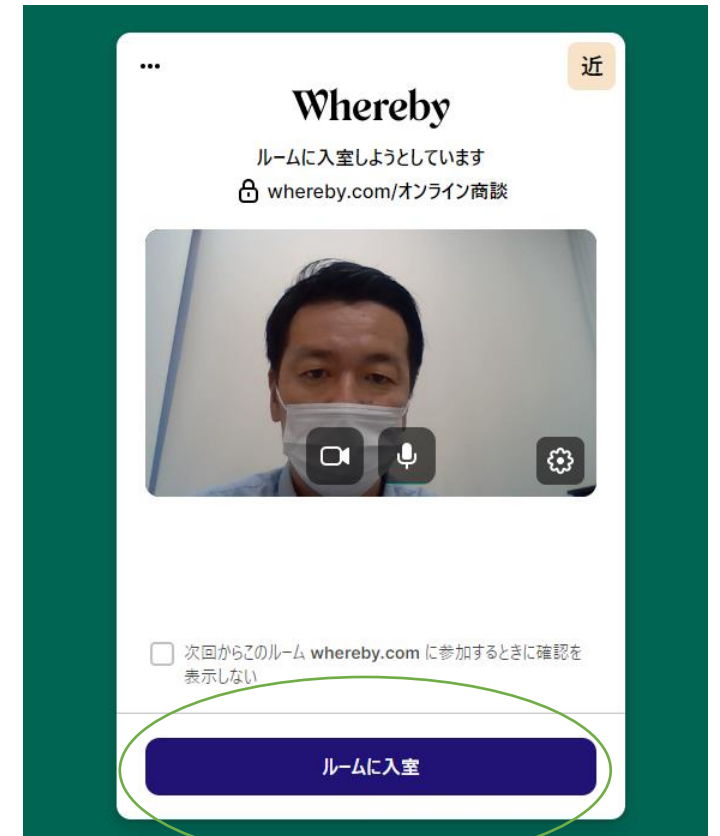 近
Whereby
ルームに入室しようとしています
whereby.com/オンライン商談
次回からこのルーム whereby.com に参加するときに確認を
表示しない
ルームに入室